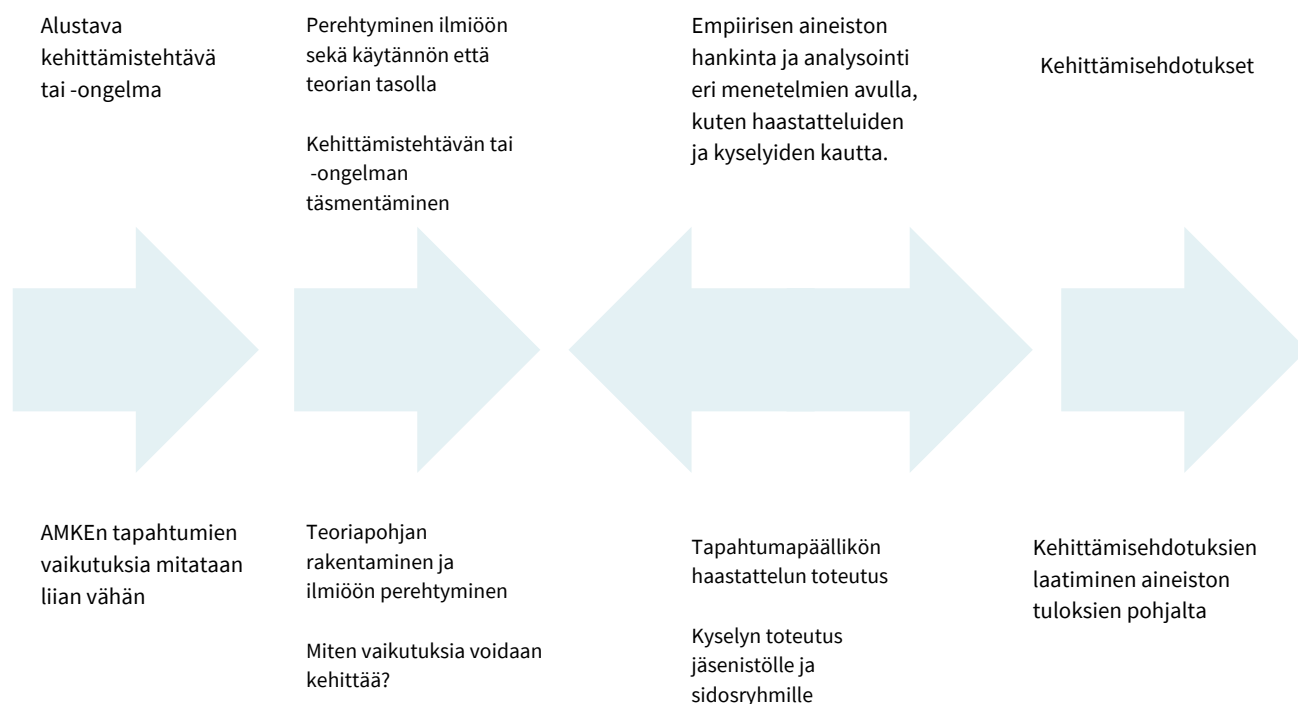 Alustava
kehittämistehtävä
tai -ongelma
Perehtyminen ilmiöön
sekä käytännön että
teorian tasolla
Kehittämistehtävän tai
-ongelman
täsmentäminen
Empiirisen aineiston
hankinta ja analysointi
eri menetelmien avulla,
kuten haastatteluiden
ja kyselyiden kautta.
Kehittämisehdotukset
AMKEn tapahtumien
vaikutuksia mitataan
liian vähän
Teoriapohjan
rakentaminen ja
ilmiöön perehtyminen
Miten vaikutuksia voidaan
kehittää?
Tapahtumapäällikön
haastattelun toteutus
Kyselyn toteutus
jäsenistölle ja
sidosryhmille
Kehittämisehdotuksien
laatiminen aineiston
tuloksien pohjalta